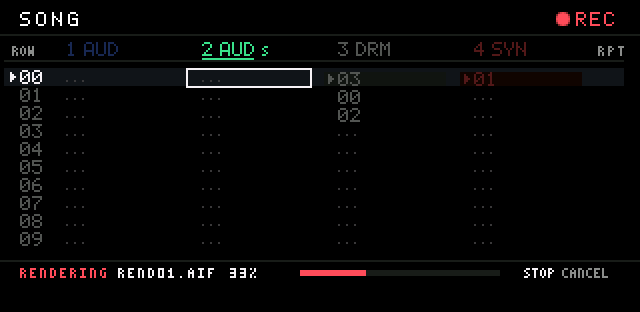 SONG REC
ROW 1 AUD 2 AUD S 3 DRM 4 SYN RPT
00 ... ... 03 01
01 ... ... 00 ...
02 ... ... 02 ...
03 ... ... ... ...
04 ... ... ... ...
05 ... ... ... ...
06 ... ... ... ...
07 ... ... ... ...
08 ... ... ... ...
09 ... ... ... ...
RENDERING REND01.AIF 33% STOP CANCEL